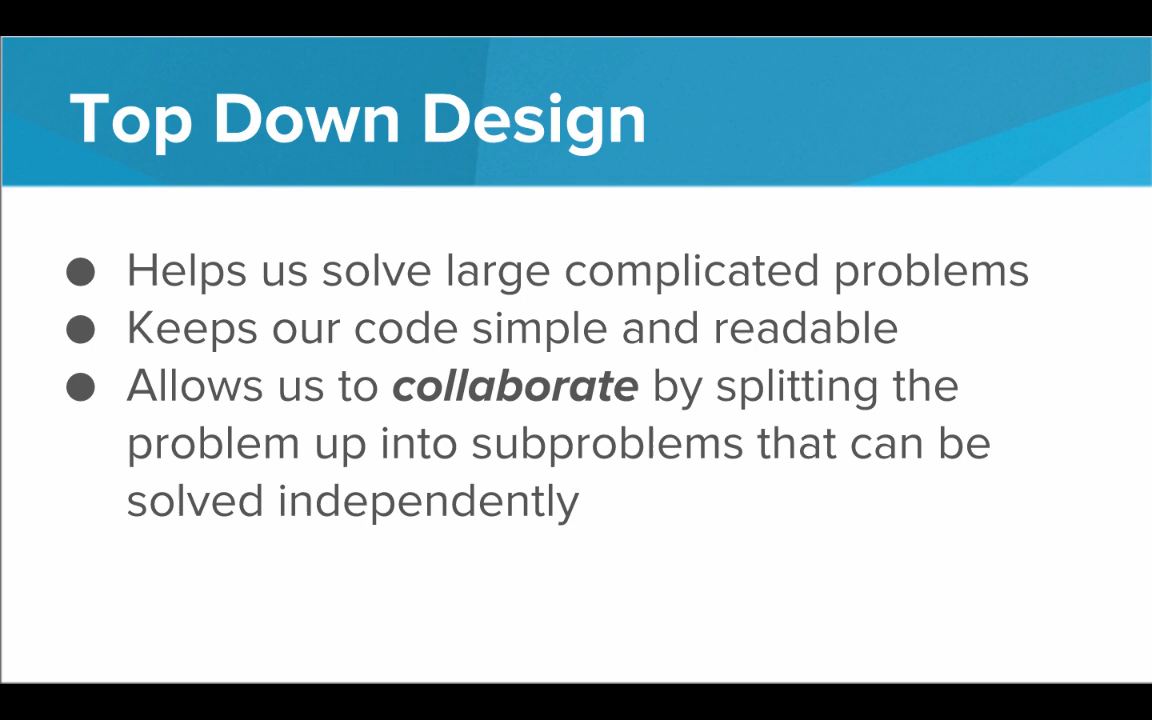 Top Down Design
● Helps us solve large complicated problems
● Keeps our code simple and readable
● Allows us to collaborate by splitting the
problem up into subproblems that can be
solved independently